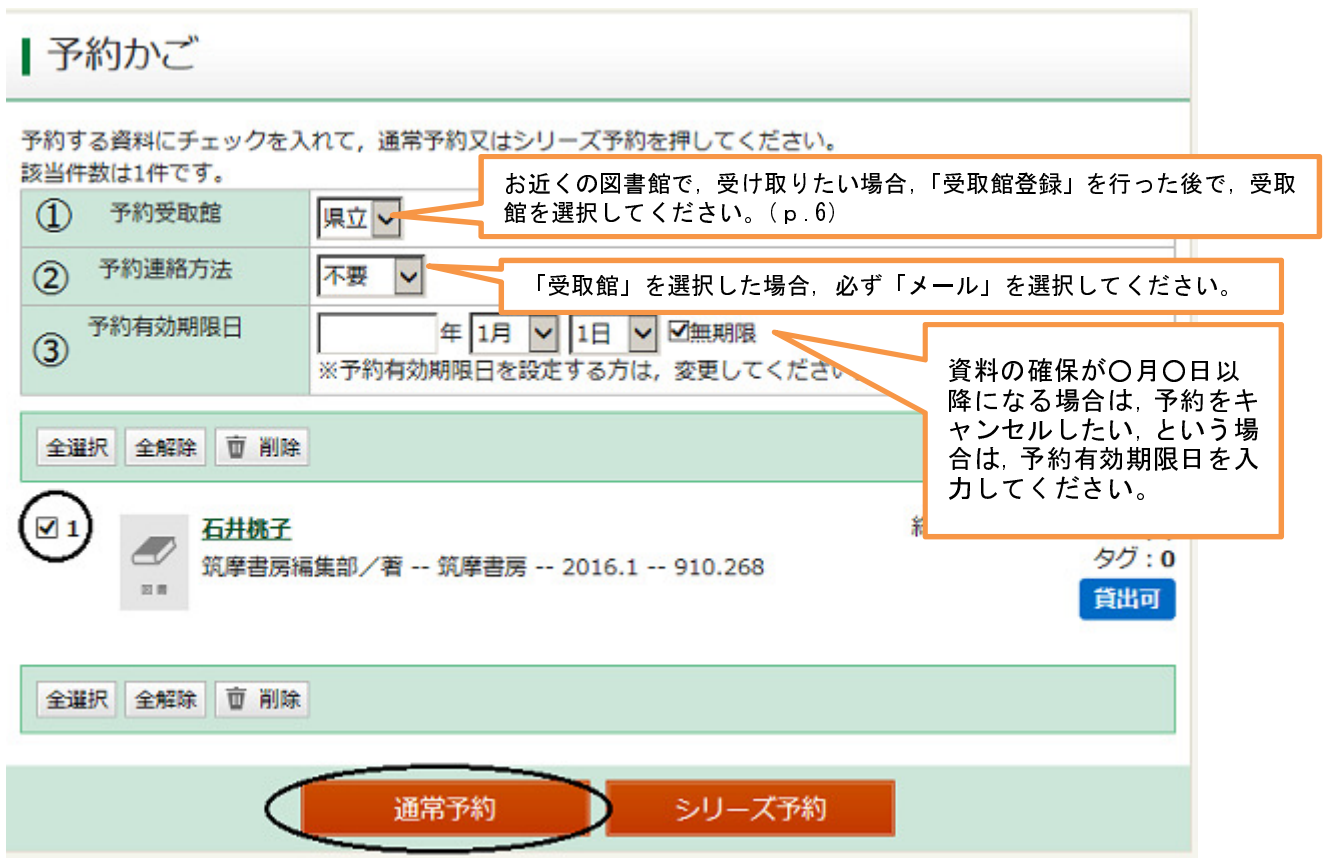 予約かご
予約する資料にチェックを入れて，通常予約又はシリーズ予約を押してください。
該当件数は1件です。
お近くの図書館で，受け取りたい場合，「受取館登録」を行った後で，受取
館を選択してください。（p.6）
① 予約受取館 県立
② 予約連絡方法 不要
「受取館」を選択した場合，必ず「メール」を選択してください。
③ 予約有効期限日 年 1月 1日 無期限
※予約有効期限日を設定する方は，変更してください
資料の確保が〇月〇日以
降になる場合は，予約をキ
ャンセルしたい，という場
合は，予約有効期限日を入
力してください。
全選択 全解除 削除
1 石井桃子
筑摩書房編集部／著 -- 筑摩書房 -- 2016.1 -- 910.268
図書
タグ：0
貸出可
全選択 全解除 削除
通常予約 シリーズ予約